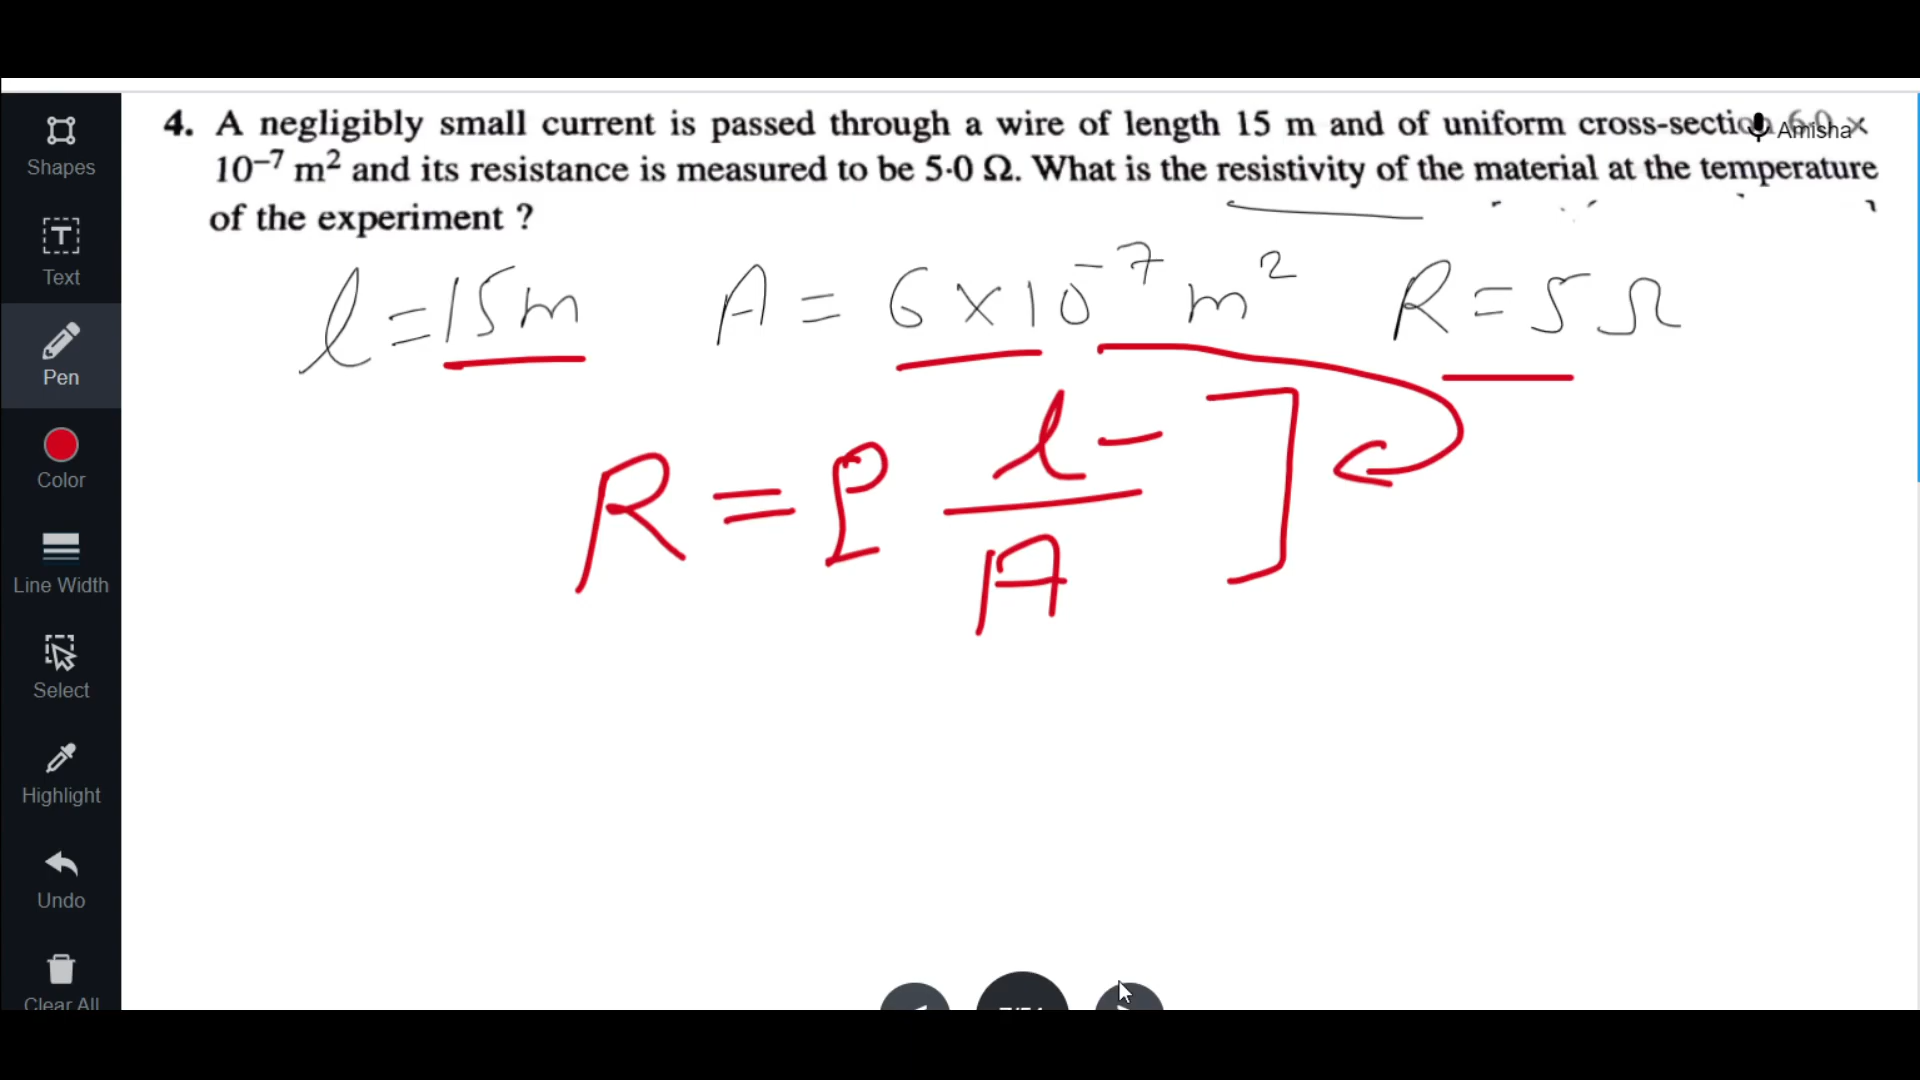 4. A negligibly small current is passed through a wire of length 15 m and of uniform cross-section 6.0 ×
Amisha
10⁻⁷ m² and its resistance is measured to be 5·0 Ω. What is the resistivity of the material at the temperature
of the experiment ?
l = 15m A = 6 × 10⁻⁷ m² R = 5 Ω
R = ρ l
A
Shapes
Text
Pen
Color
Line Width
Select
Highlight
Undo
Clear All